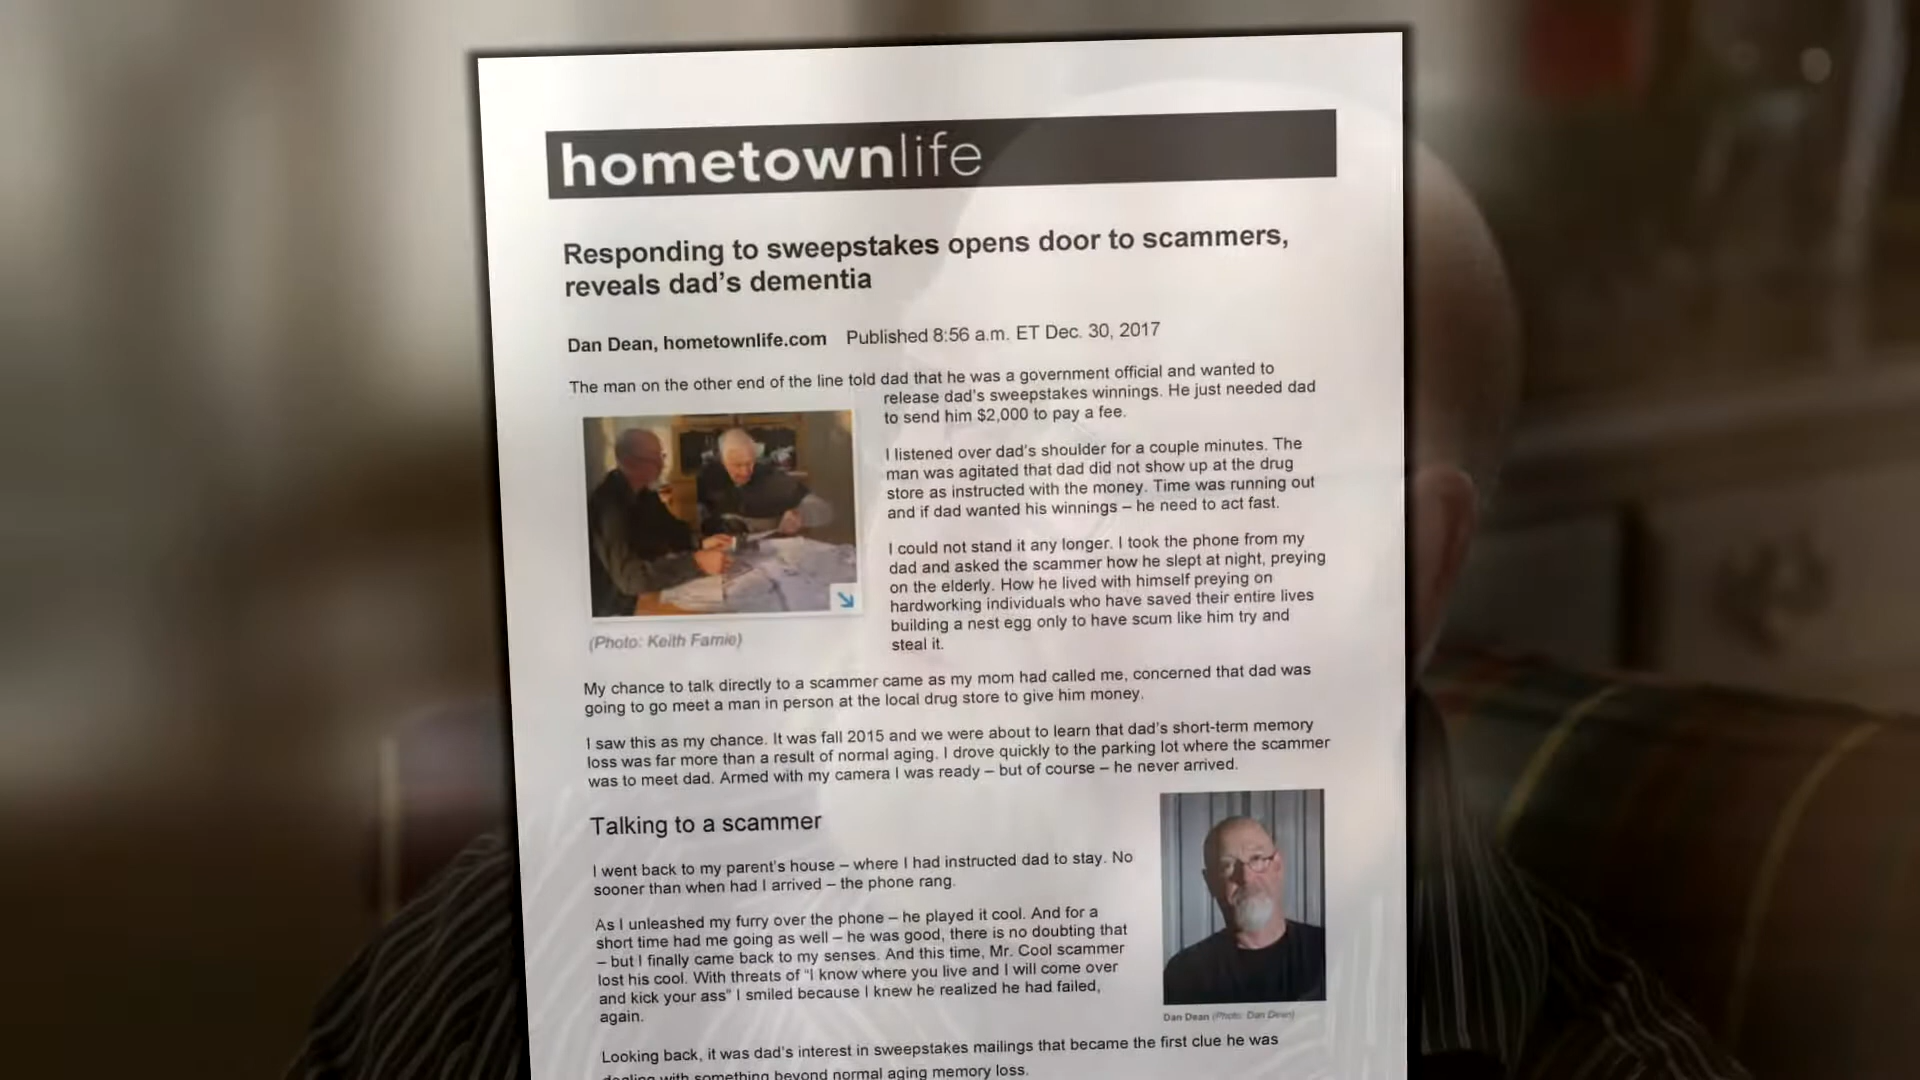 hometownlife
Responding to sweepstakes opens door to scammers,
reveals dad's dementia
Dan Dean, hometownlife.com Published 8:56 a.m. ET Dec. 30, 2017
The man on the other end of the line told dad that he was a government official and wanted to
release dad's sweepstakes winnings. He just needed dad
to send him $2,000 to pay a fee.
I listened over dad's shoulder for a couple minutes. The
man was agitated that dad did not show up at the drug
store as instructed with the money. Time was running out
and if dad wanted his winnings – he need to act fast.
I could not stand it any longer. I took the phone from my
dad and asked the scammer how he slept at night, preying
on the elderly. How he lived with himself preying on
hardworking individuals who have saved their entire lives
building a nest egg only to have scum like him try and
steal it.
(Photo: Keith Famie)
My chance to talk directly to a scammer came as my mom had called me, concerned that dad was
going to go meet a man in person at the local drug store to give him money.
I saw this as my chance. It was fall 2015 and we were about to learn that dad's short-term memory
loss was far more than a result of normal aging. I drove quickly to the parking lot where the scammer
was to meet dad. Armed with my camera I was ready – but of course – he never arrived.
Talking to a scammer
I went back to my parent's house – where I had instructed dad to stay. No
sooner than when had I arrived – the phone rang.
As I unleashed my furry over the phone – he played it cool. And for a
short time had me going as well – he was good, there is no doubting that
– but I finally came back to my senses. And this time, Mr. Cool scammer
lost his cool. With threats of "I know where you live and I will come over
and kick your ass" I smiled because I knew he realized he had failed,
again.
Dan Dean (Photo: Dan Dean)
Looking back, it was dad's interest in sweepstakes mailings that became the first clue he was
dealing with something beyond normal aging memory loss.